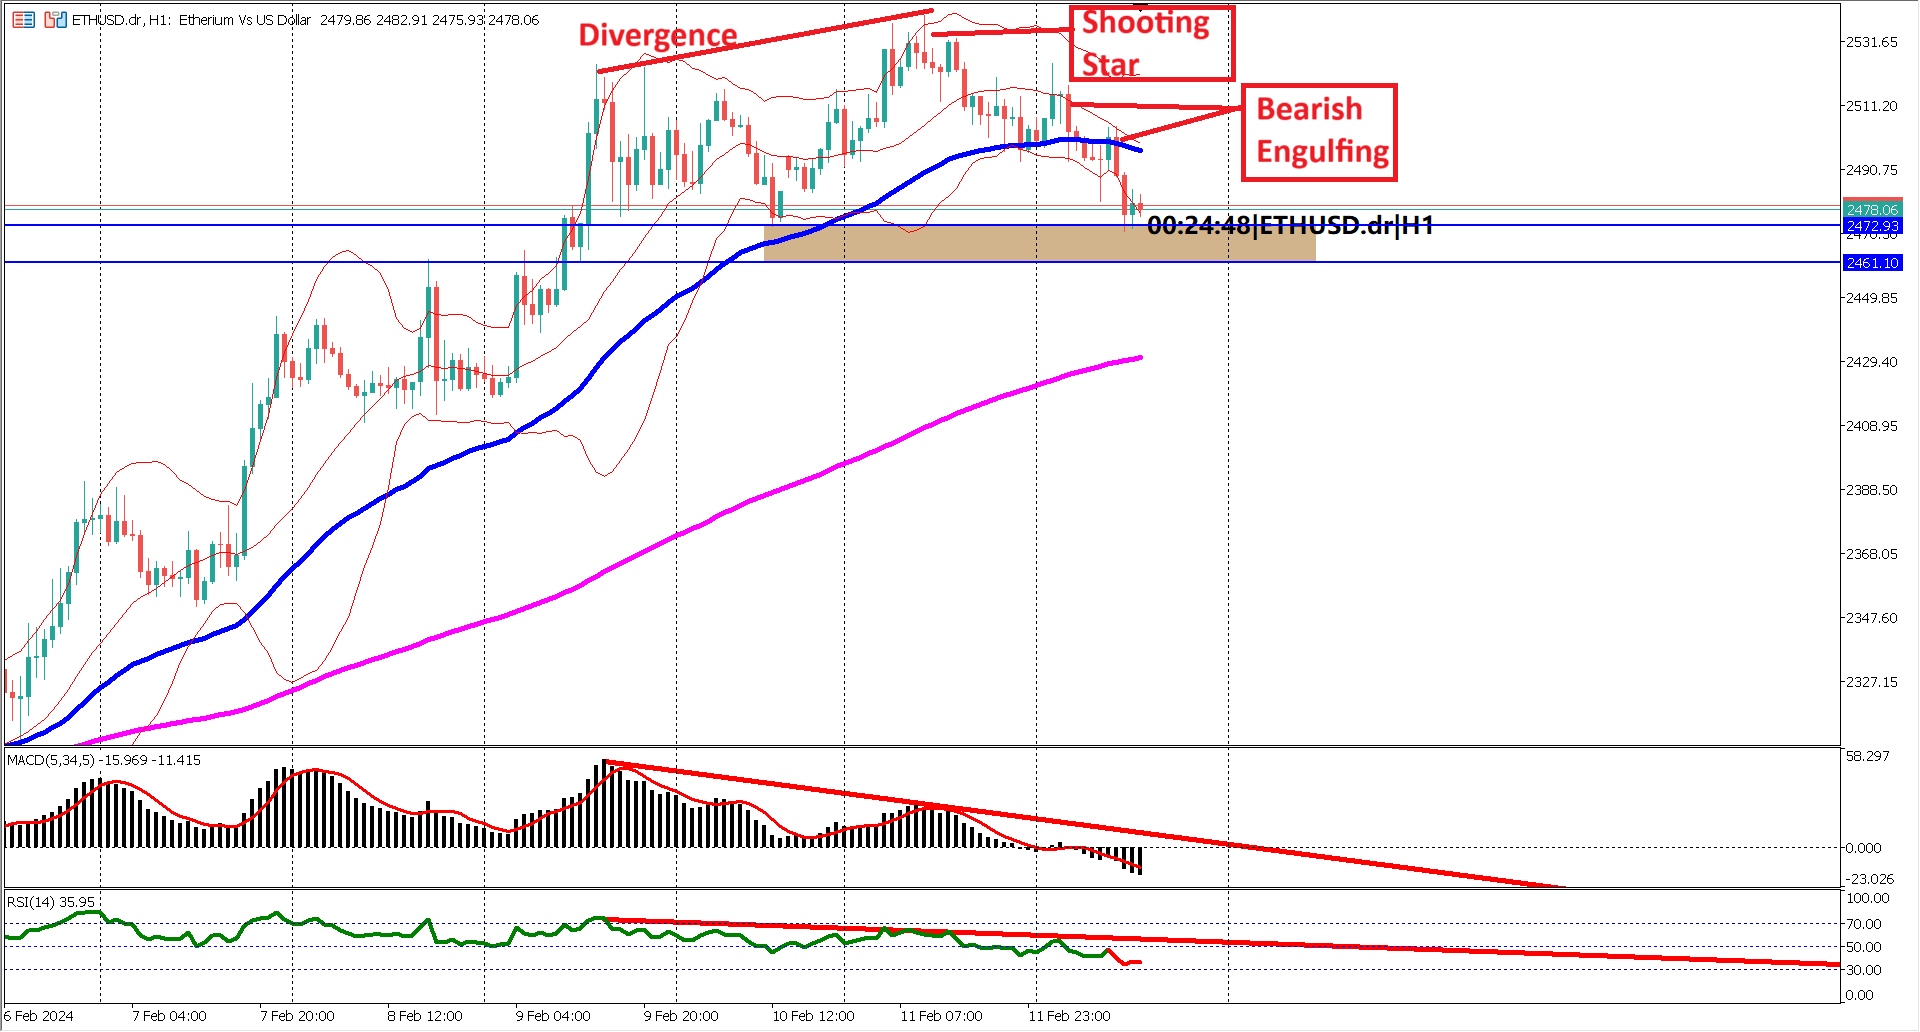 ETHUSD.dr, H1: Etherium Vs US Dollar 2479.86 2482.91 2475.93 2478.06
Divergence
Shooting
Star
Bearish
Engulfing
00:24:48|ETHUSD.dr|H1
2531.65
2511.20
2490.75
2478.06
2472.93
2461.10
2449.85
2429.40
2408.95
2388.50
2368.05
2347.60
2327.15
MACD(5,34,5) -15.969 -11.415
58.297
0.000
-23.026
RSI(14) 35.95
100.00
70.00
50.00
30.00
0.00
6 Feb 2024 7 Feb 04:00 7 Feb 20:00 8 Feb 12:00 9 Feb 04:00 9 Feb 20:00 10 Feb 12:00 11 Feb 07:00 11 Feb 23:00